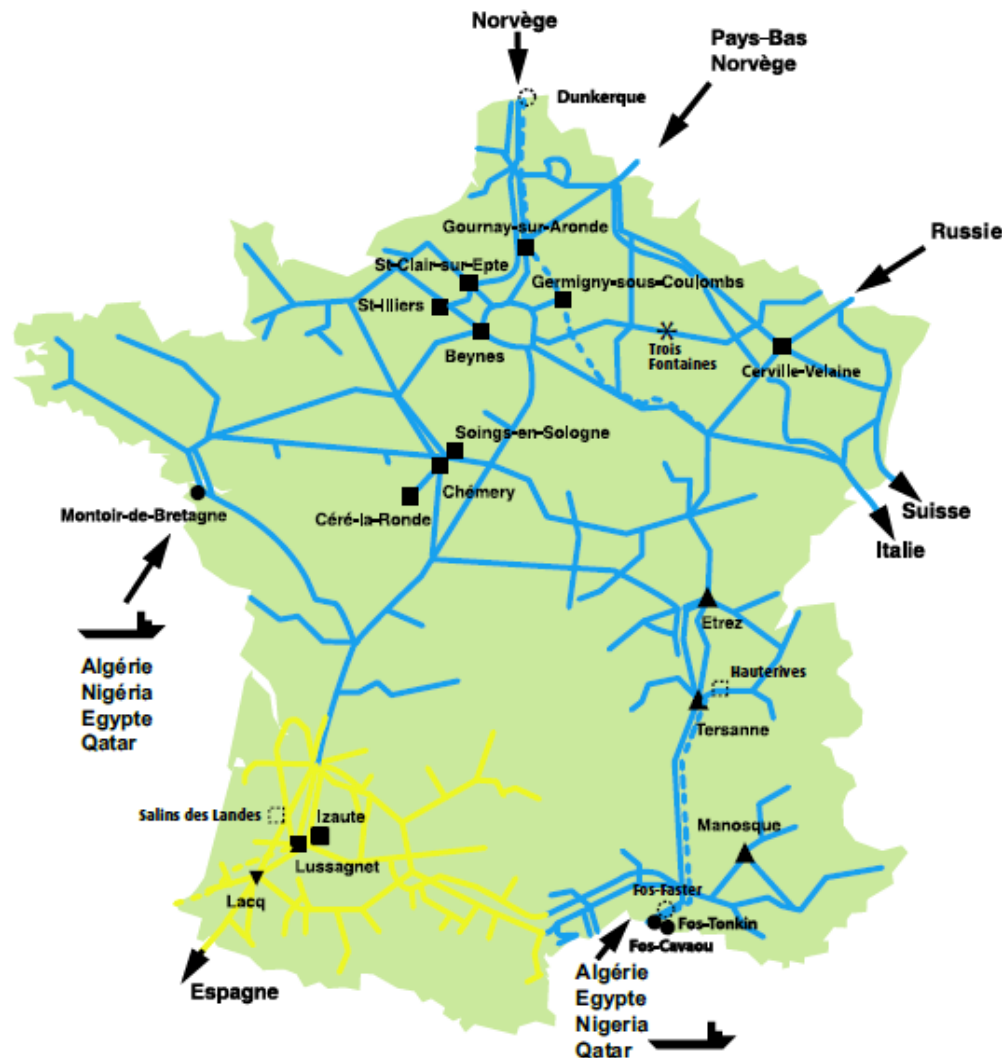 Norvège
Pays-Bas
Norvège
Dunkerque
Gournay-sur-Aronde
Russie
St-Clair-sur-Epte
Germigny-sous-Coulombs
St-Illiers
Beynes
Trois
Fontaines
Cerville-Velaine
Soings-en-Sologne
Chémery
Céré-la-Ronde
Montoir-de-Bretagne
Suisse
Italie
Etrez
Algérie
Nigéria
Egypte
Qatar
Hauterives
Tersanne
Salins des Landes
Izaute
Manosque
Lussagnet
Lacq
Fos-Faster
Fos-Tonkin
Fos-Cavaou
Espagne
Algérie
Egypte
Nigeria
Qatar